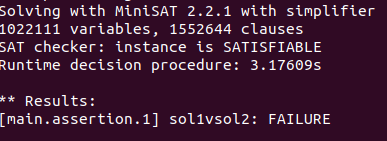 Solving with MiniSAT 2.2.1 with simplifier
1022111 variables, 1552644 clauses
SAT checker: instance is SATISFIABLE
Runtime decision procedure: 3.17609s
** Results:
[main.assertion.1] sol1vsol2: FAILURE